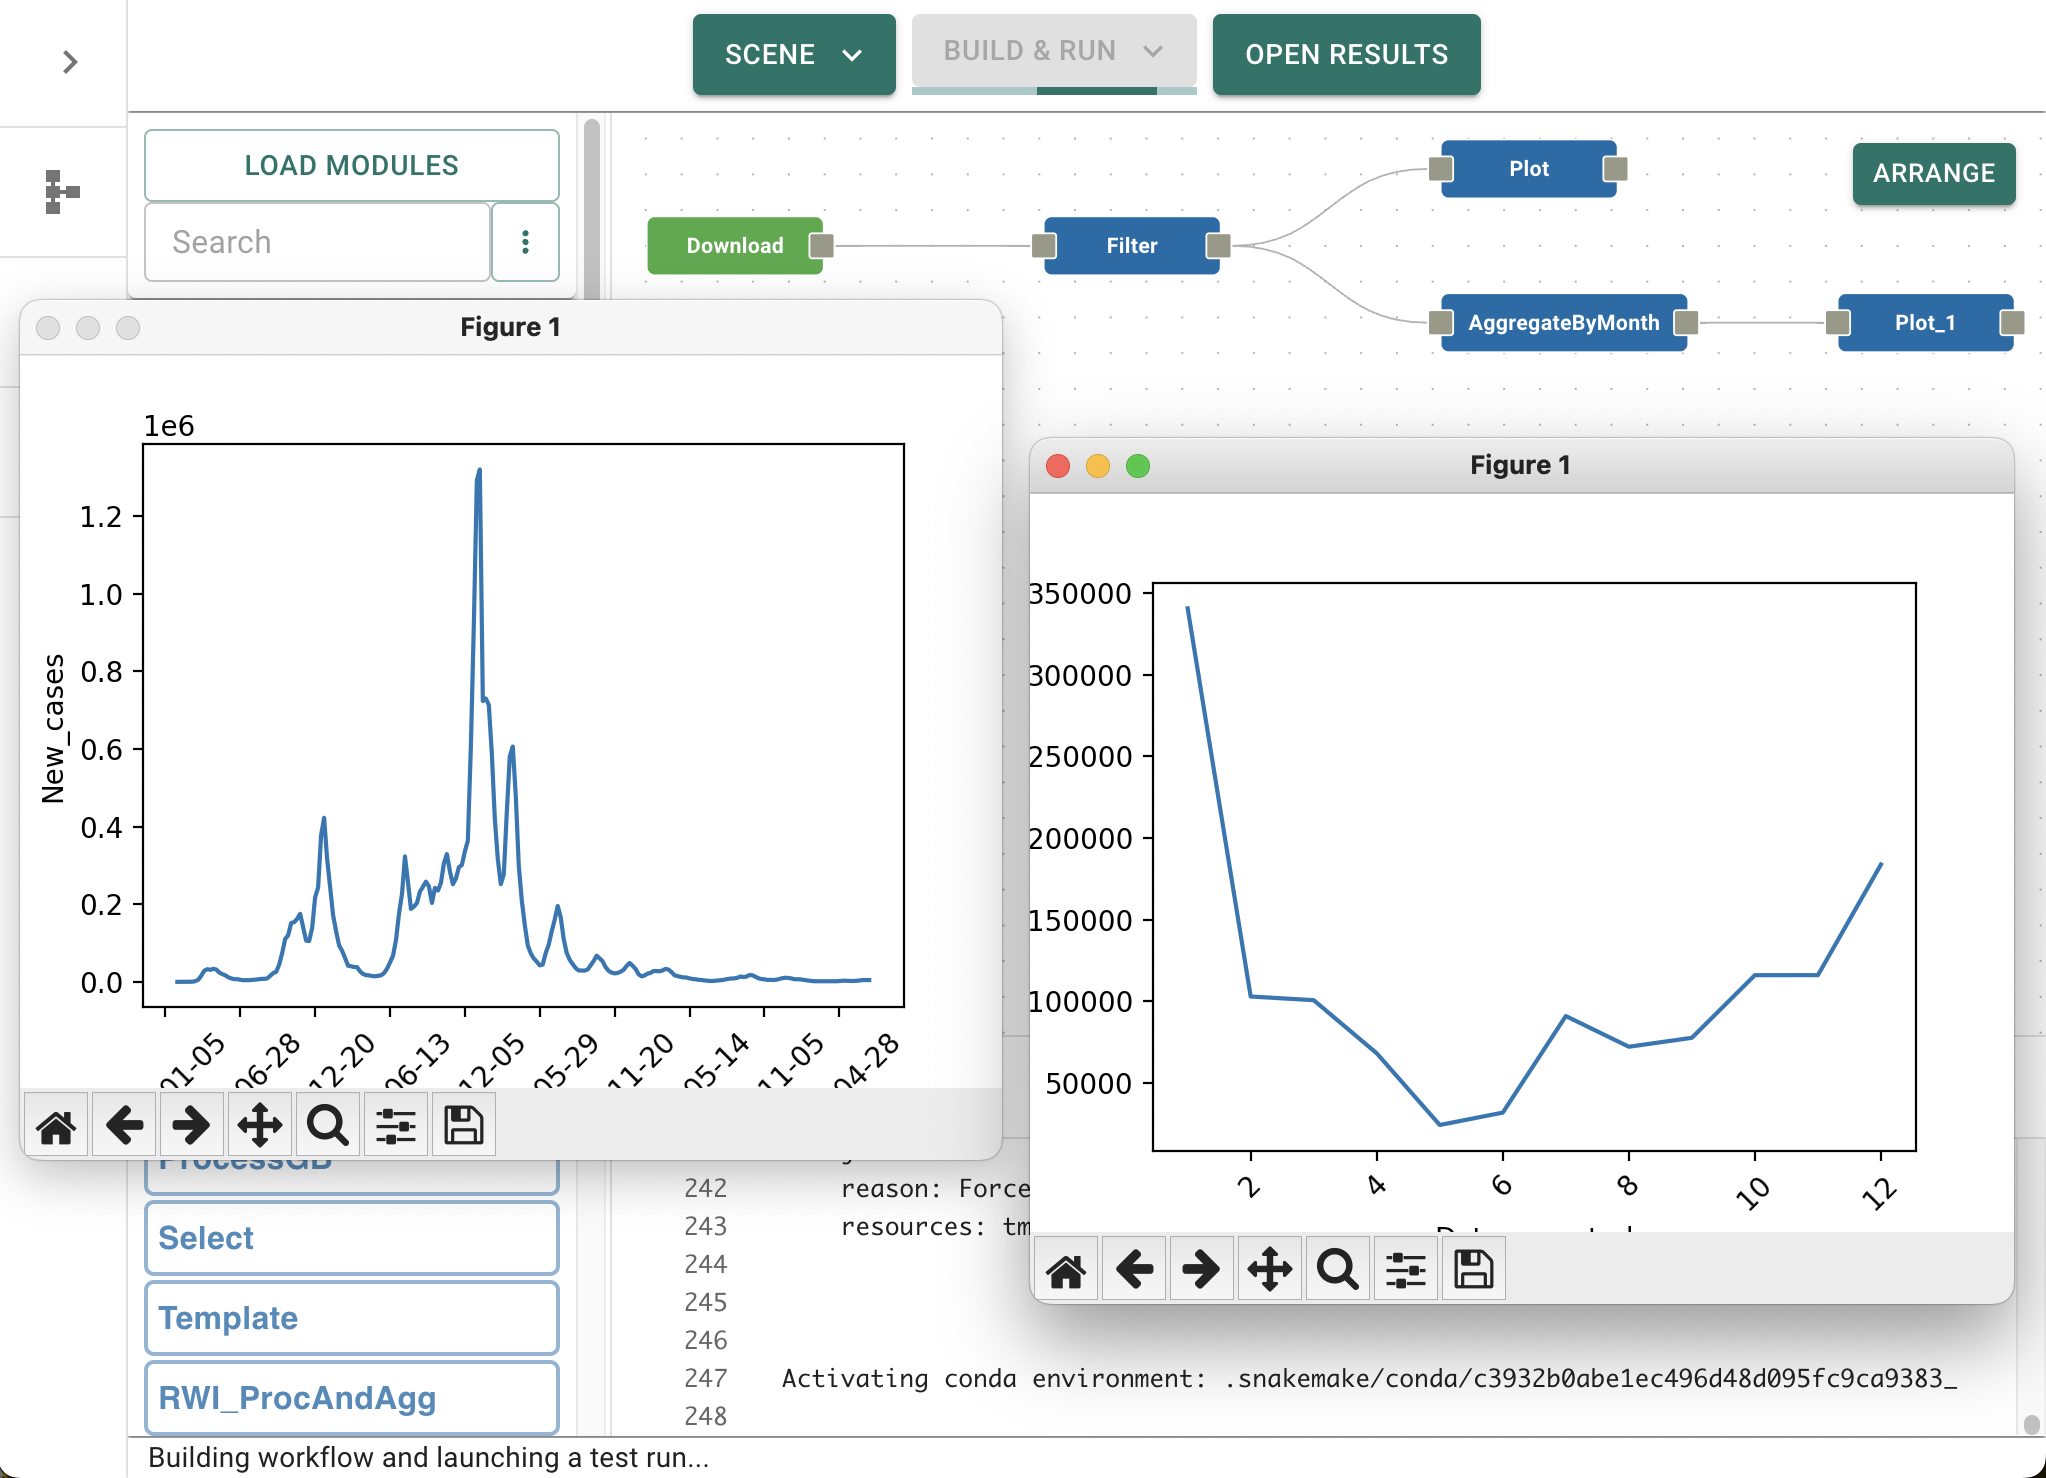 SCENE
BUILD & RUN
OPEN RESULTS
LOAD MODULES
Search
Download
Filter
Plot
AggregateByMonth
Plot_1
ARRANGE
Figure 1
1e6
New_cases
1.2
1.0
0.8
0.6
0.4
0.2
0.0
01-05
06-28
12-20
06-13
12-05
05-29
11-20
05-14
11-05
04-28
Figure 1
350000
300000
250000
200000
150000
100000
50000
2
4
6
8
10
12
ProcessGB
Select
Template
RWI_ProcAndAgg
242 reason: Force
243 resources: tm
244
245
246
247 Activating conda environment: .snakemake/conda/c3932b0abe1ec496d48d095fc9ca9383_
248
Building workflow and launching a test run...